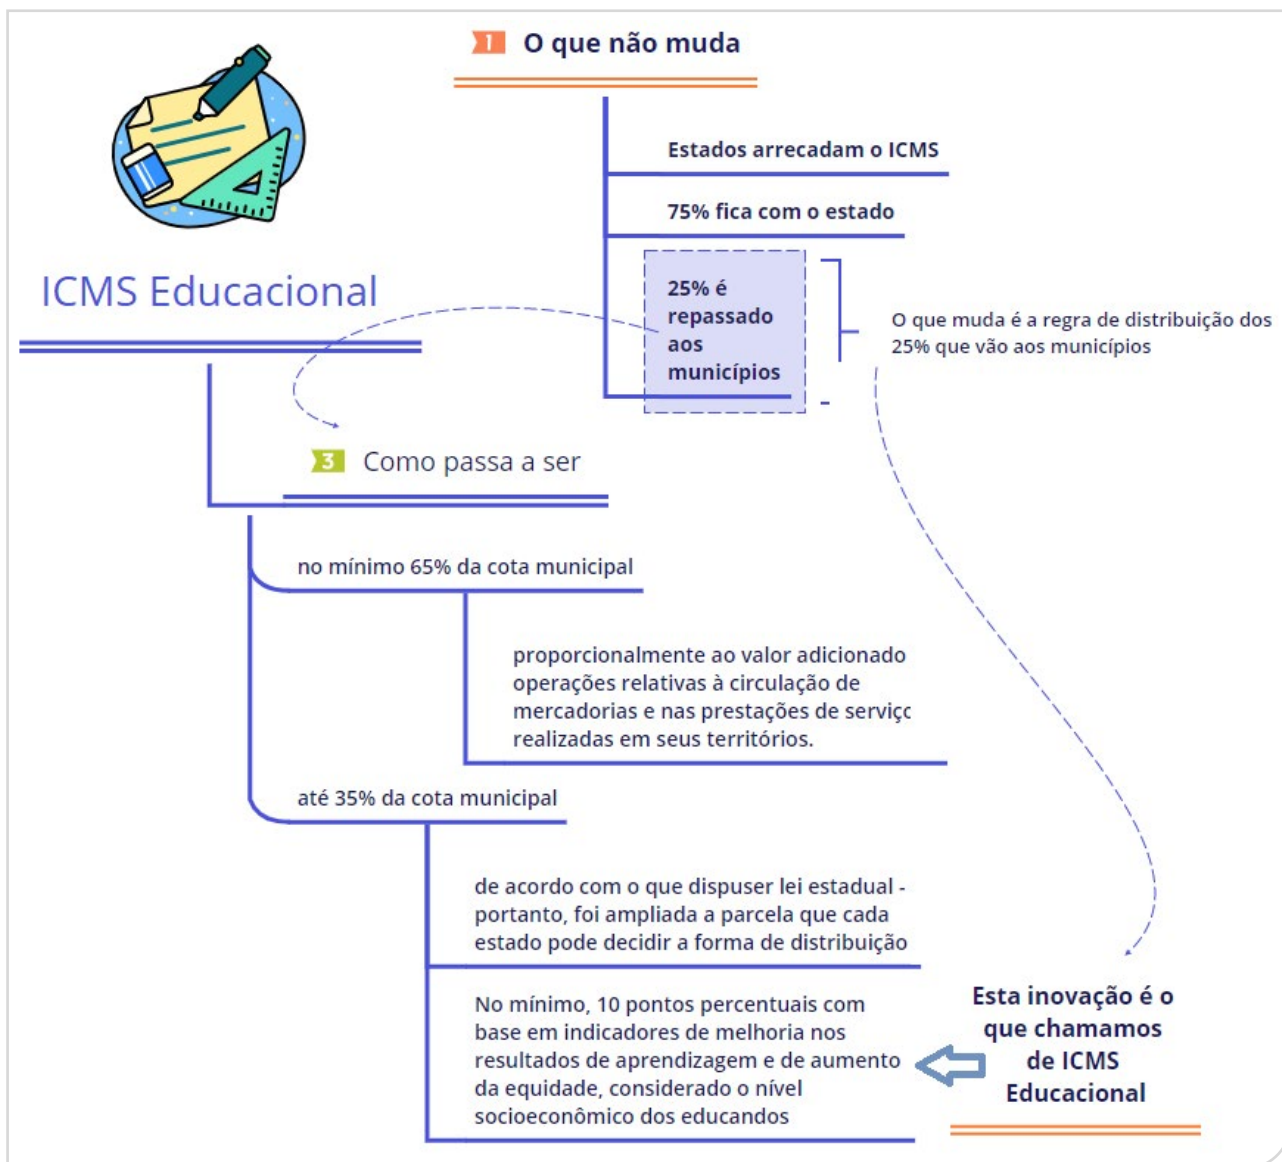 1 O que não muda
Estados arrecadam o ICMS
75% fica com o estado
25% é
repassado
aos
municípios
O que muda é a regra de distribuição dos
25% que vão aos municípios
ICMS Educacional
3 Como passa a ser
no mínimo 65% da cota municipal
proporcionalmente ao valor adicionado
operações relativas à circulação de
mercadorias e nas prestações de serviço
realizadas em seus territórios.
até 35% da cota municipal
de acordo com o que dispuser lei estadual -
portanto, foi ampliada a parcela que cada
estado pode decidir a forma de distribuição
No mínimo, 10 pontos percentuais com
base em indicadores de melhoria nos
resultados de aprendizagem e de aumento
da equidade, considerado o nível
socioeconômico dos educandos
Esta inovação é o
que chamamos
de ICMS
Educacional